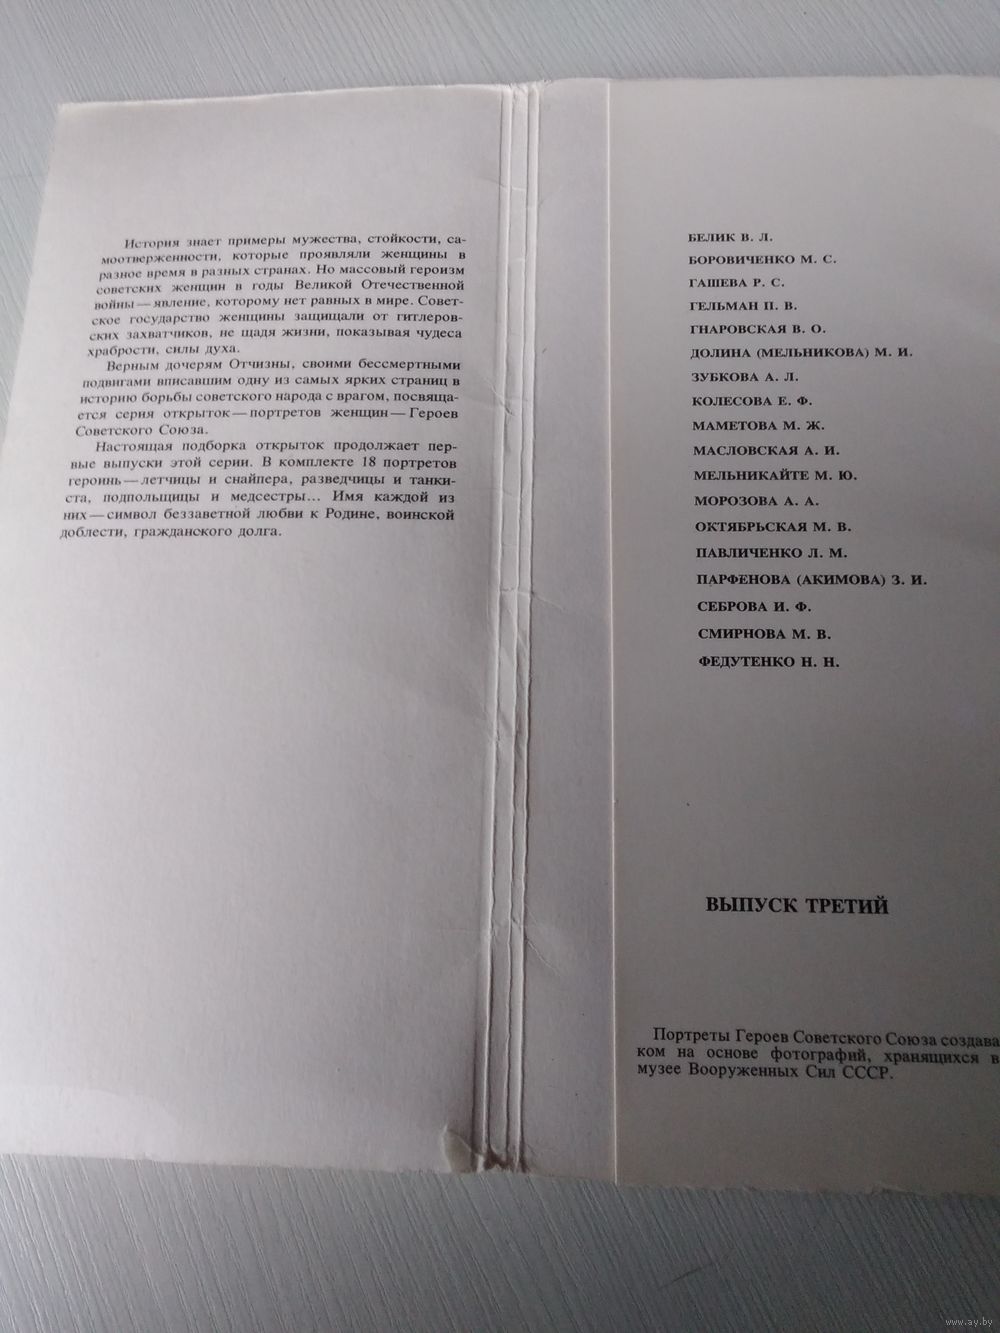 История знает примеры мужества, стойкости, са-
моотверженности, которые проявляли женщины в
разное время в разных странах. Но массовый героизм
советских женщин в годы Великой Отечественной
войны — явление, которому нет равных в мире. Совет-
ское государство женщины защищали от гитлеров-
ских захватчиков, не щадя жизни, показывая чудеса
храбрости, силы духа.
Верным дочерям Отчизны, своими бессмертными
подвигами вписавшим одну из самых ярких страниц в
историю борьбы советского народа с врагом, посвяща-
ется серия открыток — портретов женщин — Героев
Советского Союза.
Настоящая подборка открыток продолжает пер-
вые выпуски этой серии. В комплекте 18 портретов
героинь — летчицы и снайпера, разведчицы и танки-
ста, подпольщицы и медсестры... Имя каждой из
них — символ беззаветной любви к Родине, воинской
доблести, гражданского долга.
БЕЛИК В. Л.
БОРОВИЧЕНКО М. С.
ГАШЕВА Р. С.
ГЕЛЬМАН П. В.
ГНАРОВСКАЯ В. О.
ДОЛИНА (МЕЛЬНИКОВА) М. И.
ЗУБКОВА А. Л.
КОЛЕСОВА Е. Ф.
МАМЕТОВА М. Ж.
МАСЛОВСКАЯ А. И.
МЕЛЬНИКАЙТЕ М. Ю.
МОРОЗОВА А. А.
ОКТЯБРЬСКАЯ М. В.
ПАВЛИЧЕНКО Л. М.
ПАРФЕНОВА (АКИМОВА) З. И.
СЕБРОВА И. Ф.
СМИРНОВА М. В.
ФЕДУТЕНКО Н. Н.
ВЫПУСК ТРЕТИЙ
Портреты Героев Советского Союза создава
ком на основе фотографий, хранящихся в
музее Вооруженных Сил СССР.
www.ay.by